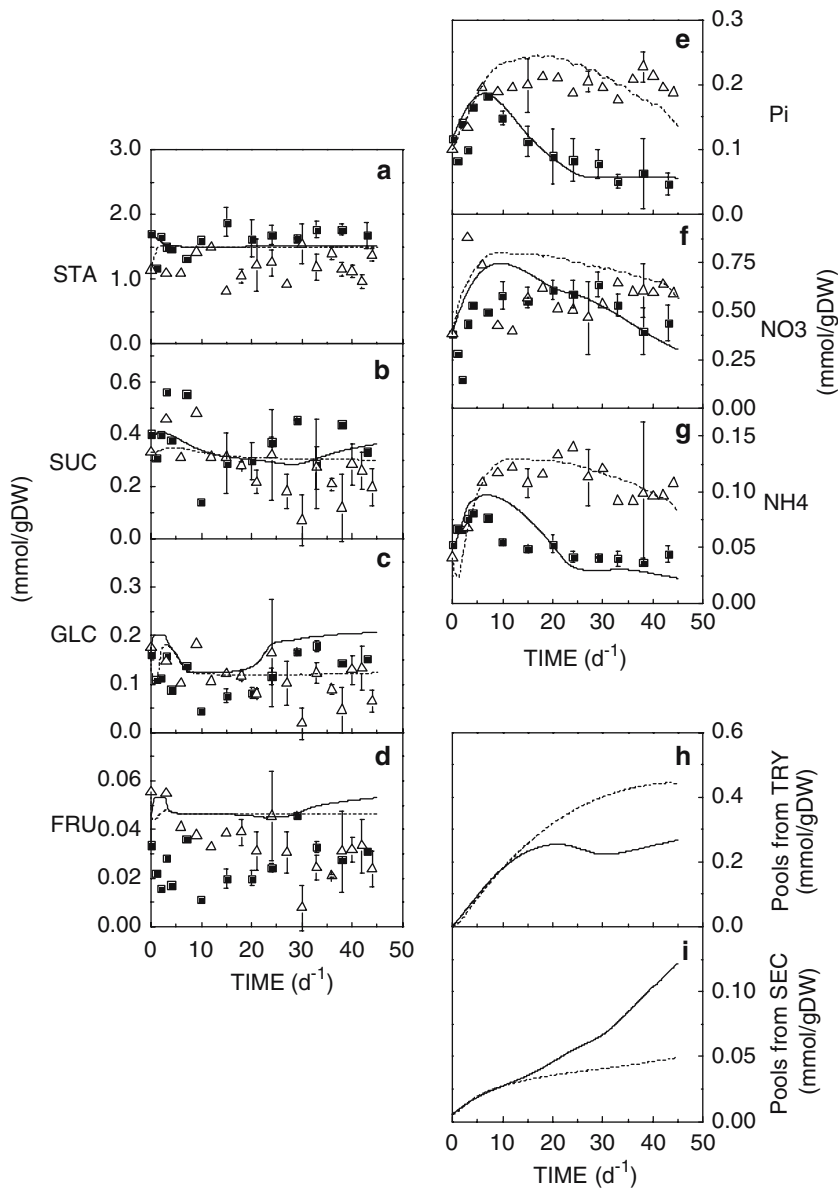 a
3.0
2.0
STA
1.0
0.0
b
0.6
0.4
SUC
0.2
0.0
(mmol/gDW)
c
0.3
GLC
0.2
0.1
0.0
d
0.06
FRU
0.04
0.02
0.00
0 10 20 30 40 50
TIME (d-1)
e
0.3
0.2
Pi
0.1
0.0
f
0.75
0.50
NO3
0.25
0.00
(mmol/gDW)
g
0.15
0.10
NH4
0.05
0.00
0 10 20 30 40 50
h
0.6
0.4
0.2
0.0
Pools from TRY
(mmol/gDW)
i
0.10
0.05
0.00
Pools from SEC
(mmol/gDW)
0 10 20 30 40 50
TIME (d-1)